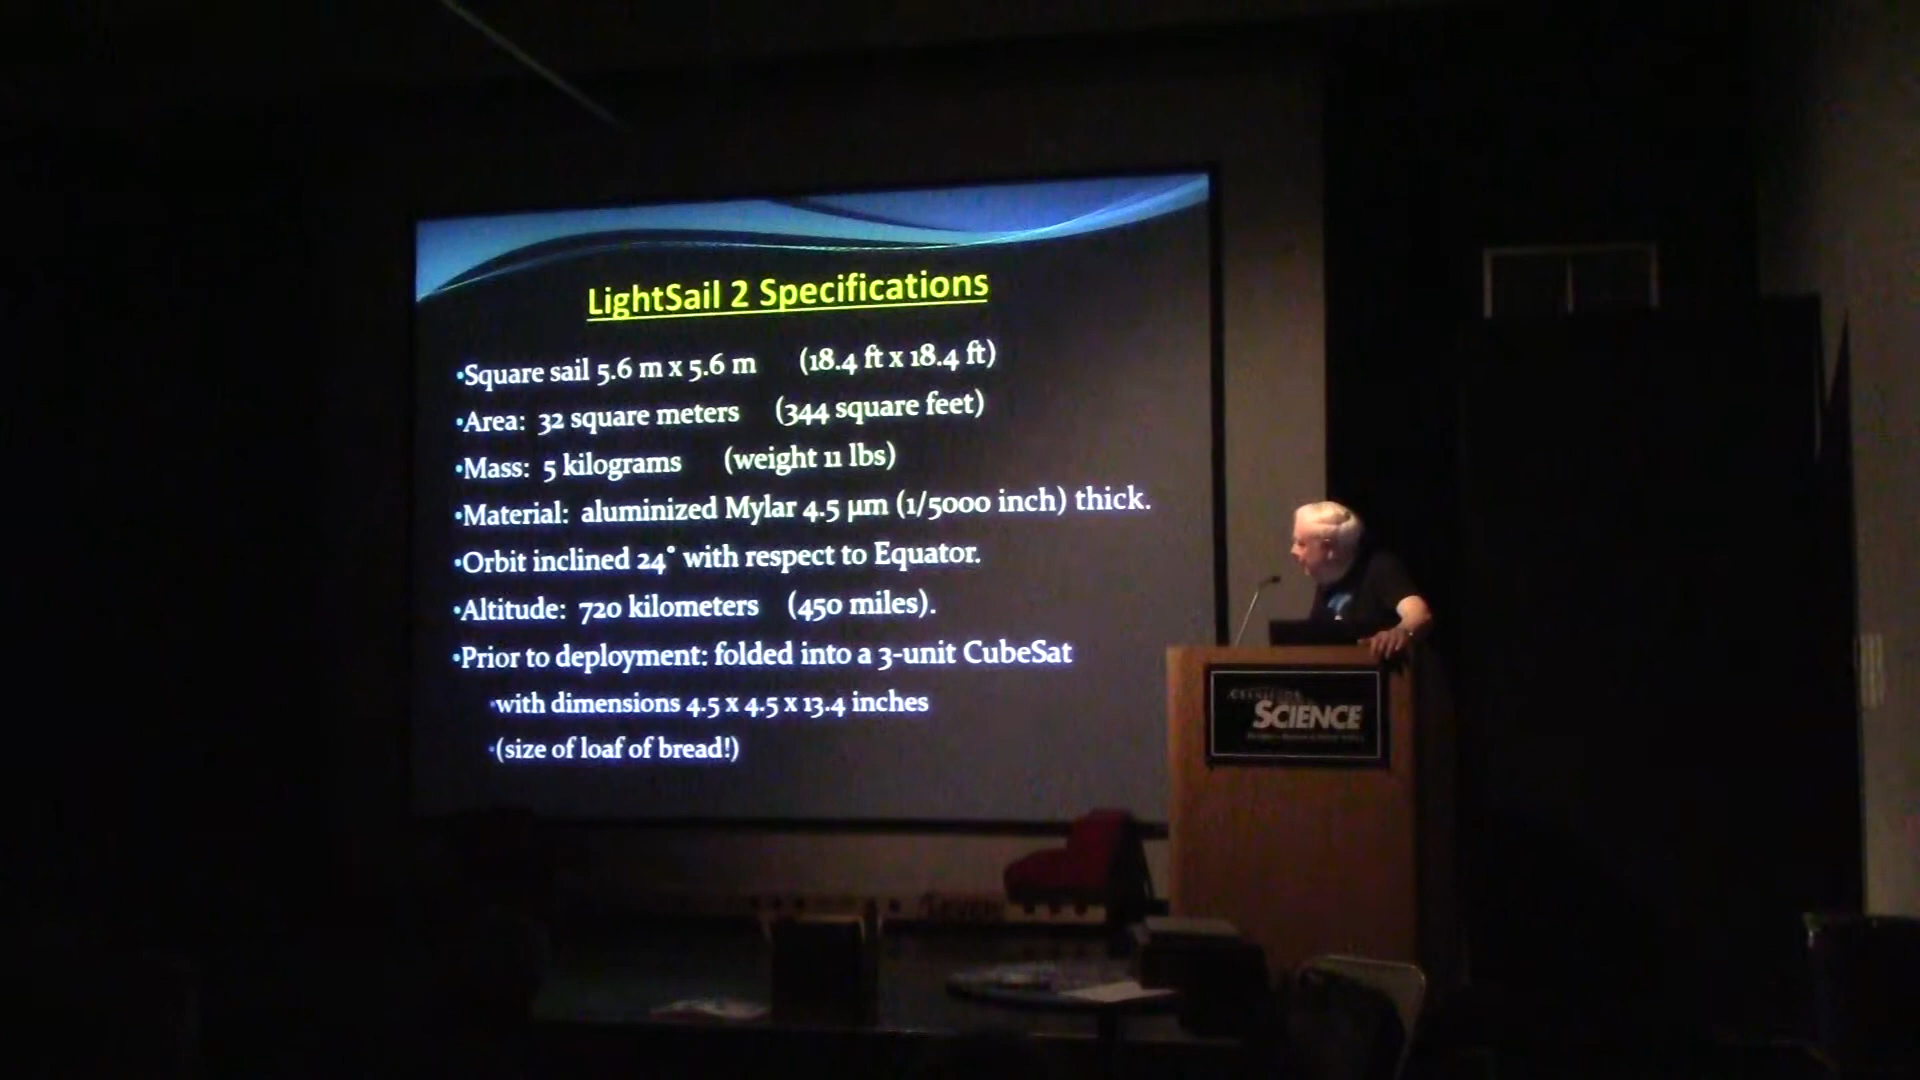 LightSail 2 Specifications
•Square sail 5.6 m x 5.6 m (18.4 ft x 18.4 ft)
•Area: 32 square meters (344 square feet)
•Mass: 5 kilograms (weight 11 lbs)
•Material: aluminized Mylar 4.5 µm (1/5000 inch) thick.
•Orbit inclined 24° with respect to Equator.
•Altitude: 720 kilometers (450 miles).
•Prior to deployment: folded into a 3-unit CubeSat
•with dimensions 4.5 x 4.5 x 13.4 inches
•(size of loaf of bread!)
SCIENCE